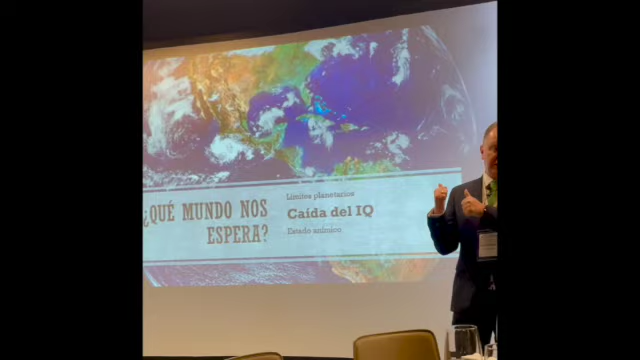 ¿QUÉ MUNDO NOS
ESPERA?
Límites planetarios
Caída del IQ
Estado anímico